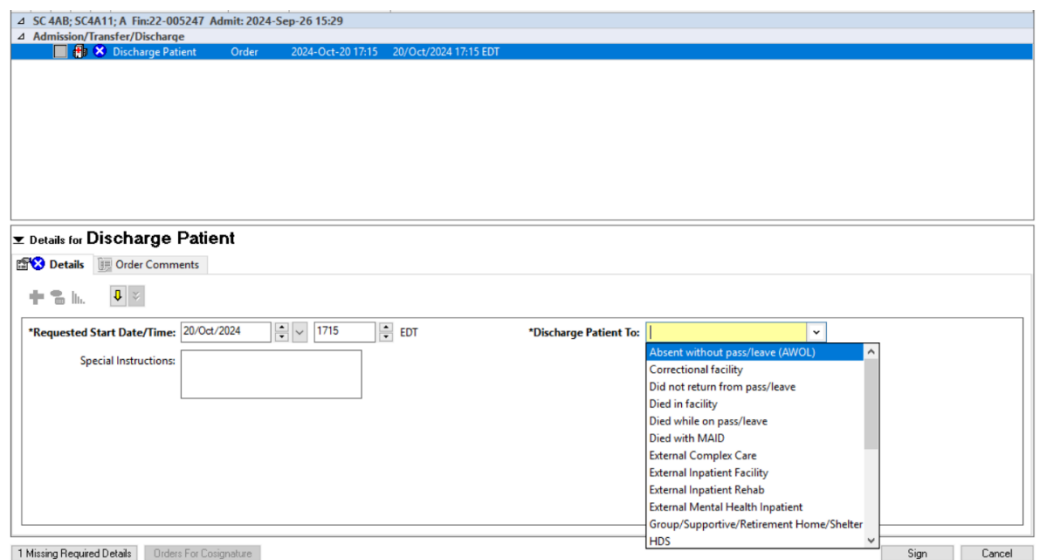 SC 4AB; SC4A11; A Fin:22-005247 Admit: 2024-Sep-26 15:29
Admission/Transfer/Discharge
Discharge Patient Order 2024-Oct-20 17:15 20/Oct/2024 17:15 EDT
Details for Discharge Patient
Details Order Comments
*Requested Start Date/Time: 20/Oct/2024 1715 EDT *Discharge Patient To:
Special Instructions:
Absent without pass/leave (AWOL)
Correctional facility
Did not return from pass/leave
Died in facility
Died while on pass/leave
Died with MAID
External Complex Care
External Inpatient Facility
External Inpatient Rehab
External Mental Health Inpatient
Group/Supportive/Retirement Home/Shelter
HDS
1 Missing Required Details Orders For Cosignature Sign Cancel